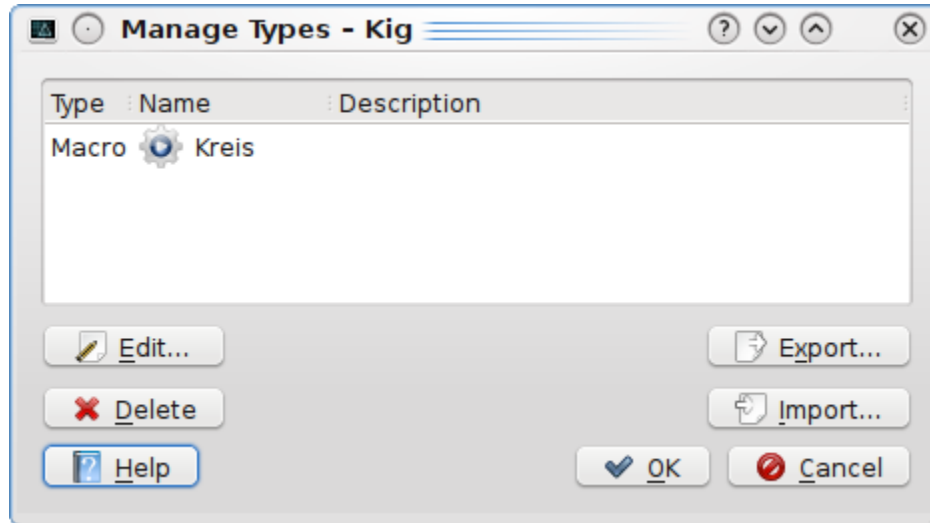 Manage Types - Kig
Type Name Description
Macro Kreis
Edit... Export...
Delete Import...
Help OK Cancel